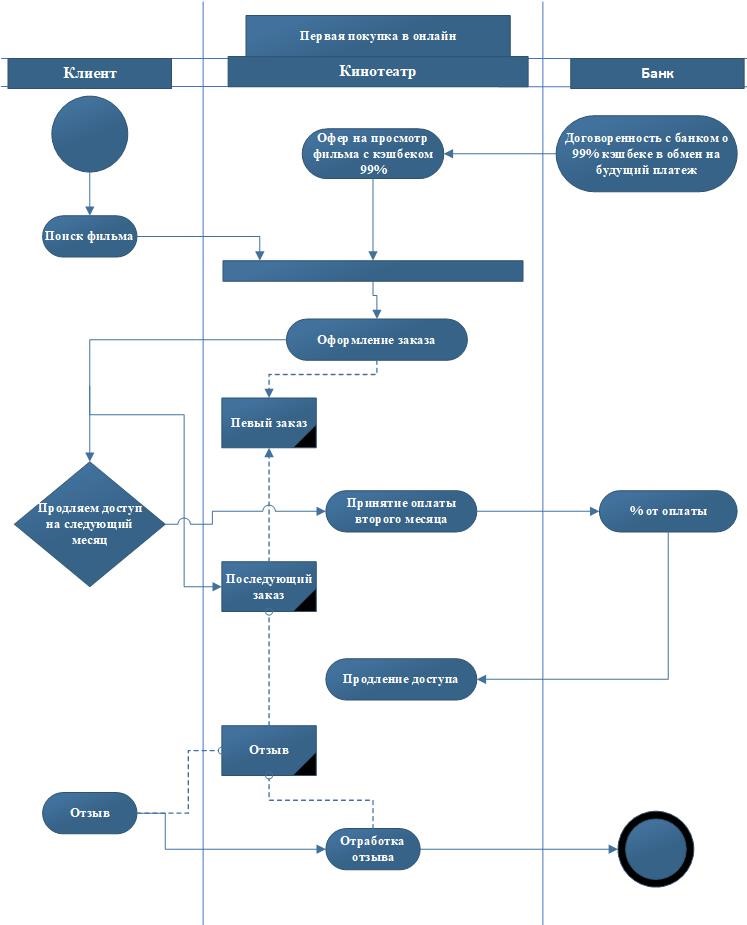 Первая покупка в онлайн
Клиент
Кинотеатр
Банк
Офер на просмотр
фильма с кэшбеком
99%
Договоренность с банком о
99% кэшбеке в обмен на
будущий платеж
Поиск фильма
Оформление заказа
Певый заказ
Продляем доступ
на следующий
месяц
Принятие оплаты
второго месяца
% от оплаты
Последующий
заказ
Продление доступа
Отзыв
Отзыв
Отработка
отзыва